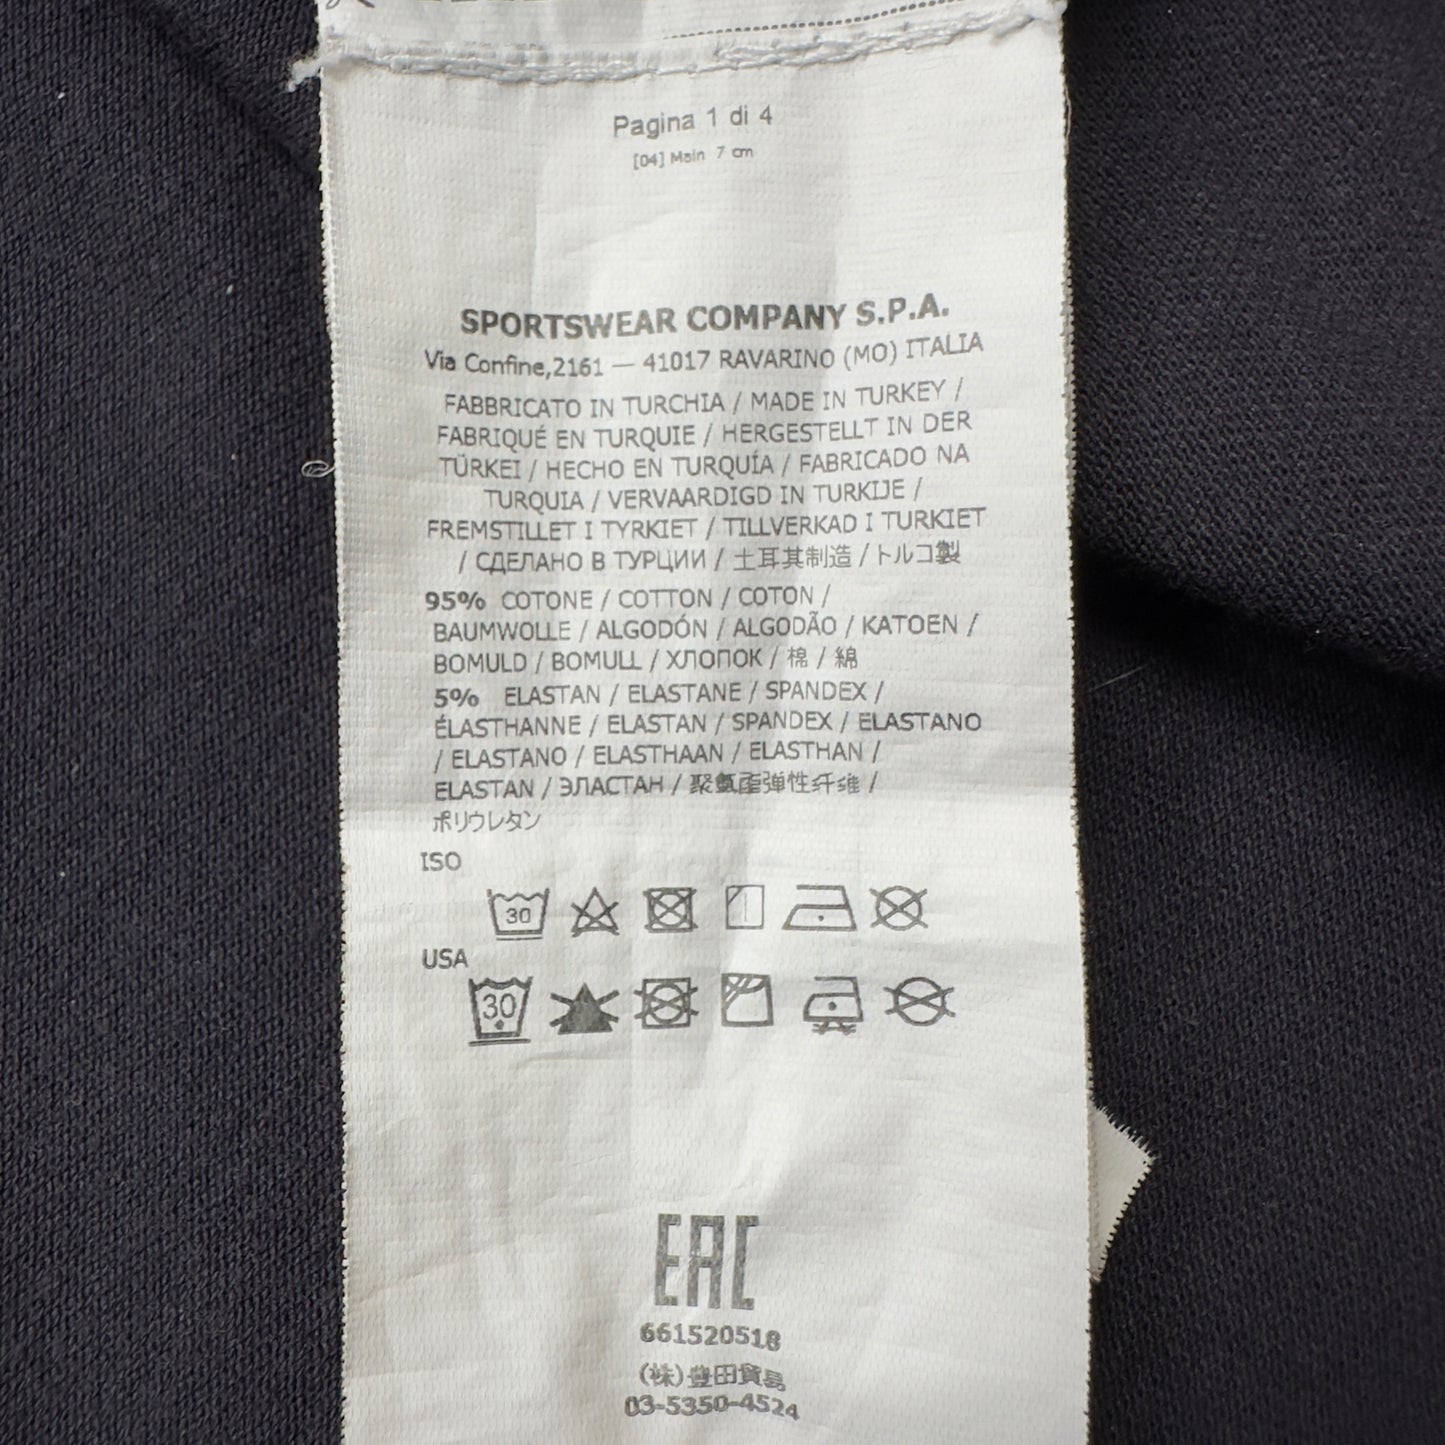 Pagina 1 di 4
[04] Main 7 cm
SPORTSWEAR COMPANY S.P.A.
Via Confine,2161 — 41017 RAVARINO (MO) ITALIA
FABBRICATO IN TURCHIA / MADE IN TURKEY /
FABRIQUÉ EN TURQUIE / HERGESTELLT IN DER
TÜRKEI / HECHO EN TURQUÍA / FABRICADO NA
TURQUIA / VERVAARDIGD IN TURKIJE /
FREMSTILLET I TYRKIET / TILLVERKAD I TURKIET
/ СДЕЛАНО В ТУРЦИИ / 土耳其制造 / トルコ製
95% COTONE / COTTON / COTON /
BAUMWOLLE / ALGODÓN / ALGODÃO / KATOEN /
BOMULD / BOMULL / ХЛОПОК / 棉 / 綿
5% ELASTAN / ELASTANE / SPANDEX /
ÉLASTHANNE / ELASTAN / SPANDEX / ELASTANO
/ ELASTANO / ELASTHAAN / ELASTHAN /
ELASTAN / ЭЛАСТАН / 聚氨酯弹性纤维 /
ポリウレタン
ISO
30
USA
30
EAC
661520518
(株)豊田貿易
03-5350-4524